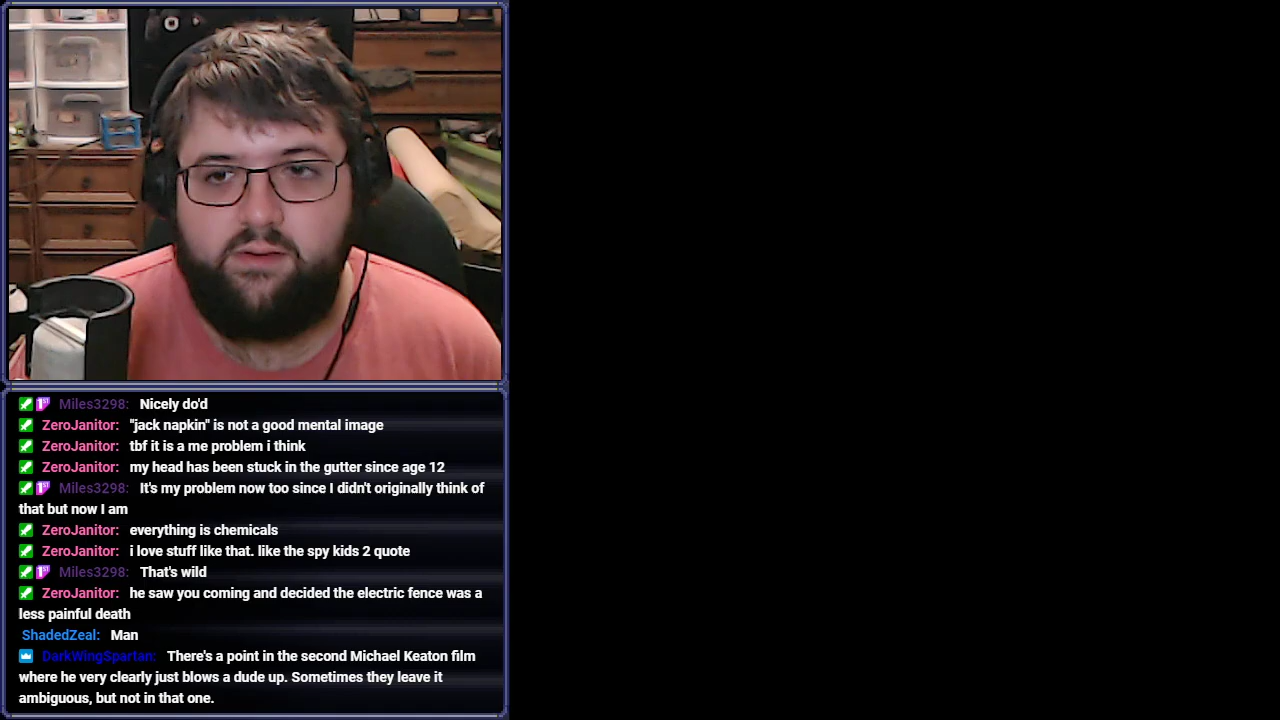 Miles3298: Nicely do'd
ZeroJanitor: "jack napkin" is not a good mental image
ZeroJanitor: tbf it is a me problem i think
ZeroJanitor: my head has been stuck in the gutter since age 12
Miles3298: It's my problem now too since I didn't originally think of
that but now I am
ZeroJanitor: everything is chemicals
ZeroJanitor: i love stuff like that. like the spy kids 2 quote
Miles3298: That's wild
ZeroJanitor: he saw you coming and decided the electric fence was a
less painful death
ShadedZeal: Man
DarkWingSpartan: There's a point in the second Michael Keaton film
where he very clearly just blows a dude up. Sometimes they leave it
ambiguous, but not in that one.